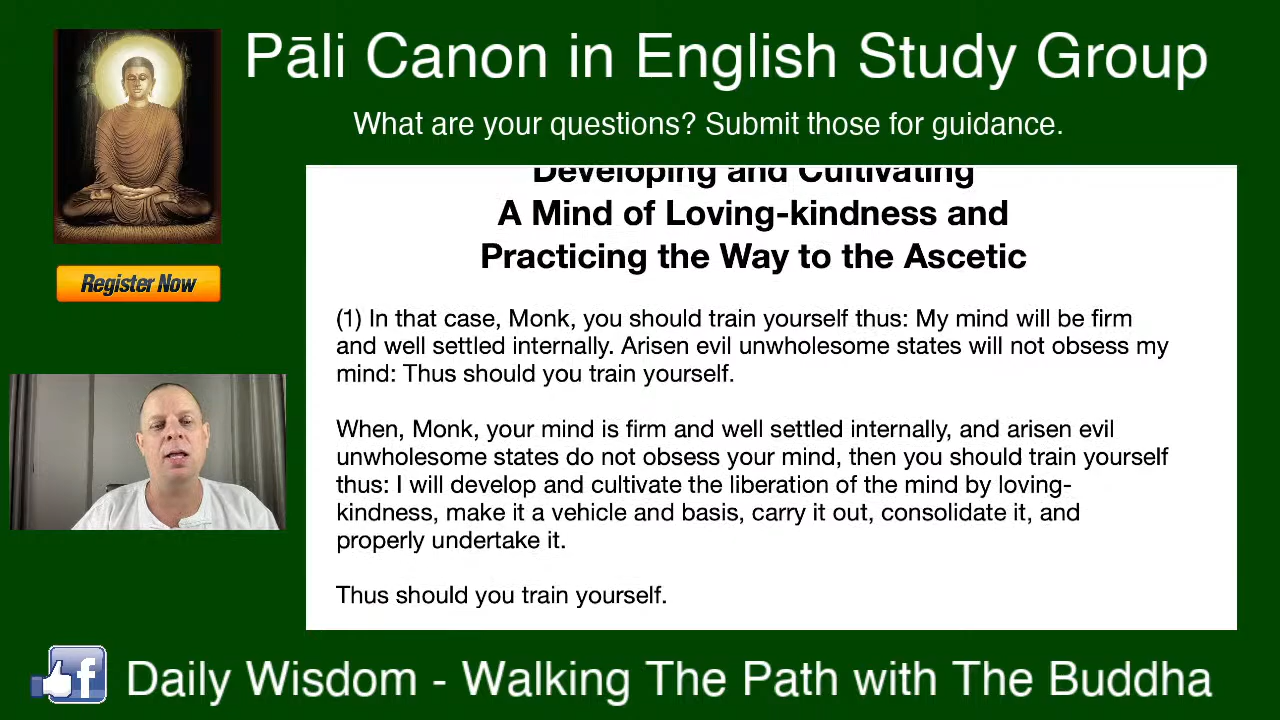 Pāli Canon in English Study Group
What are your questions? Submit those for guidance.
Register Now
Developing and Cultivating
A Mind of Loving-kindness and
Practicing the Way to the Ascetic
(1) In that case, Monk, you should train yourself thus: My mind will be firm
and well settled internally. Arisen evil unwholesome states will not obsess my
mind: Thus should you train yourself.
When, Monk, your mind is firm and well settled internally, and arisen evil
unwholesome states do not obsess your mind, then you should train yourself
thus: I will develop and cultivate the liberation of the mind by loving-
kindness, make it a vehicle and basis, carry it out, consolidate it, and
properly undertake it.
Thus should you train yourself.
f
Daily Wisdom - Walking The Path with The Buddha